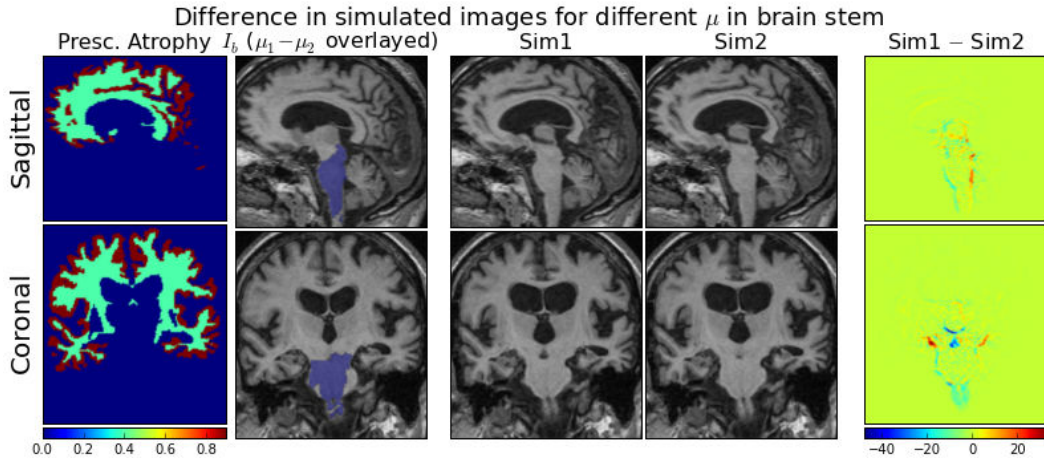 Difference in simulated images for different μ in brain stem
Presc. Atrophy I_b (μ_1−μ_2 overlayed) Sim1 Sim2 Sim1 − Sim2
Sagittal
Coronal
0.0 0.2 0.4 0.6 0.8 −40 −20 0 20